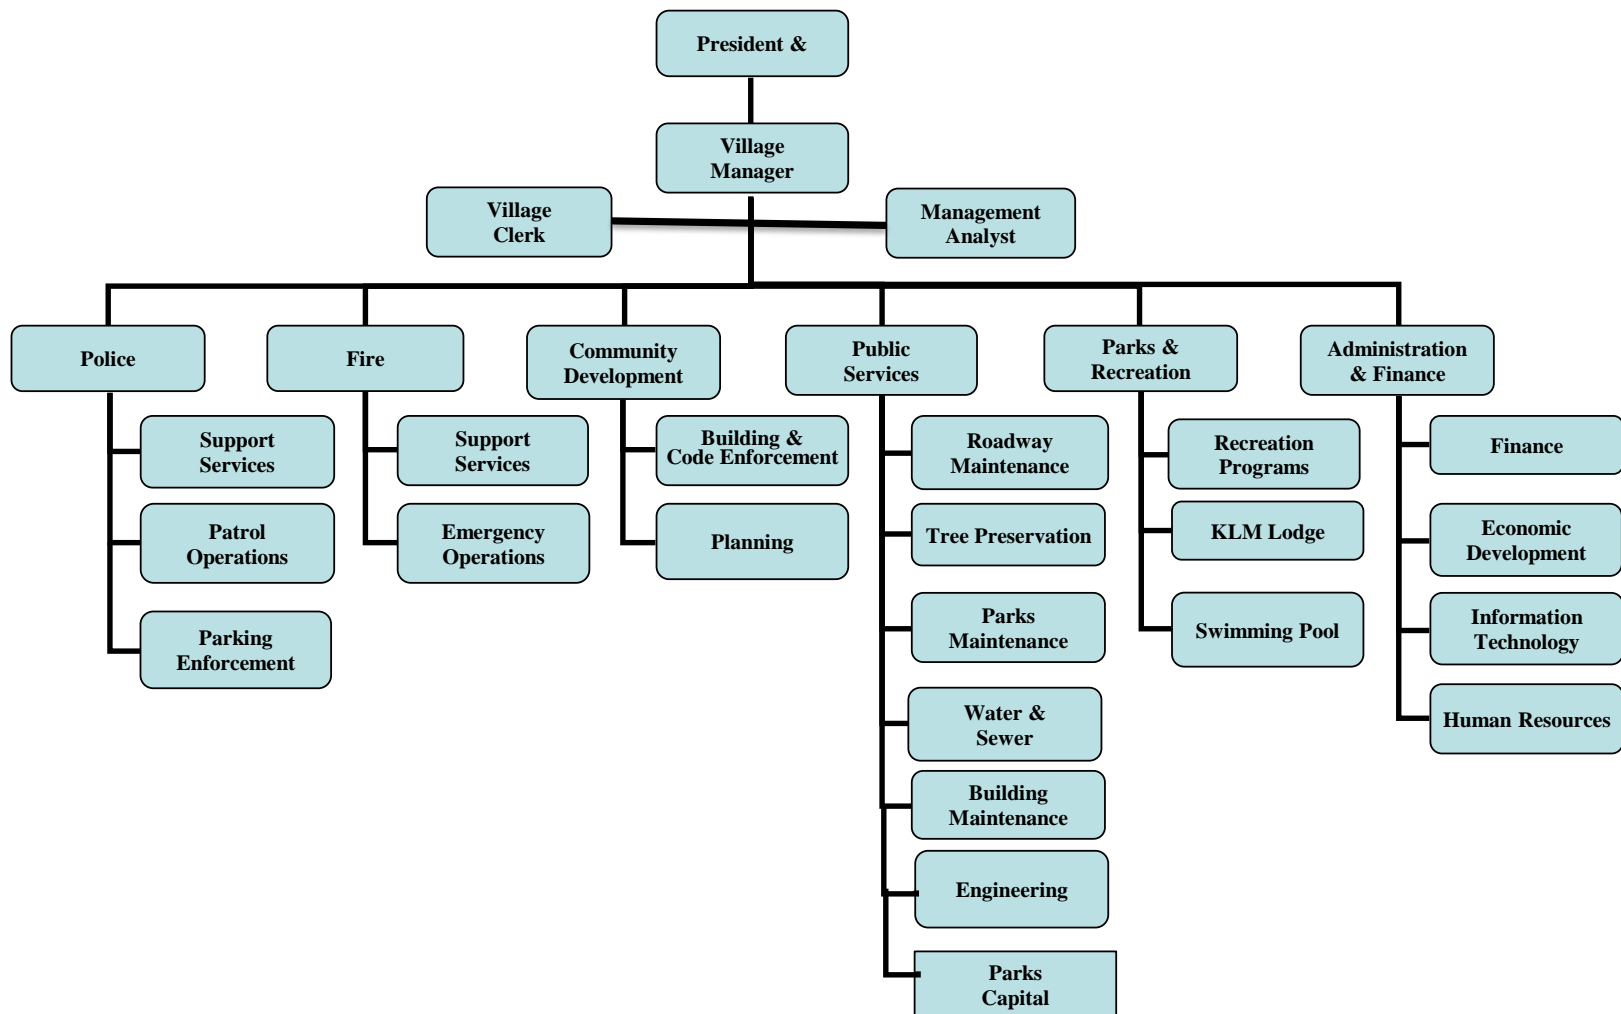 President &
Village
Manager
Village
Clerk
Management
Analyst
Police
Fire
Community
Development
Public
Services
Parks &
Recreation
Administration
& Finance
Support
Services
Patrol
Operations
Parking
Enforcement
Support
Services
Emergency
Operations
Building &
Code Enforcement
Planning
Roadway
Maintenance
Tree Preservation
Parks
Maintenance
Water &
Sewer
Building
Maintenance
Engineering
Parks
Capital
Recreation
Programs
KLM Lodge
Swimming Pool
Finance
Economic
Development
Information
Technology
Human Resources